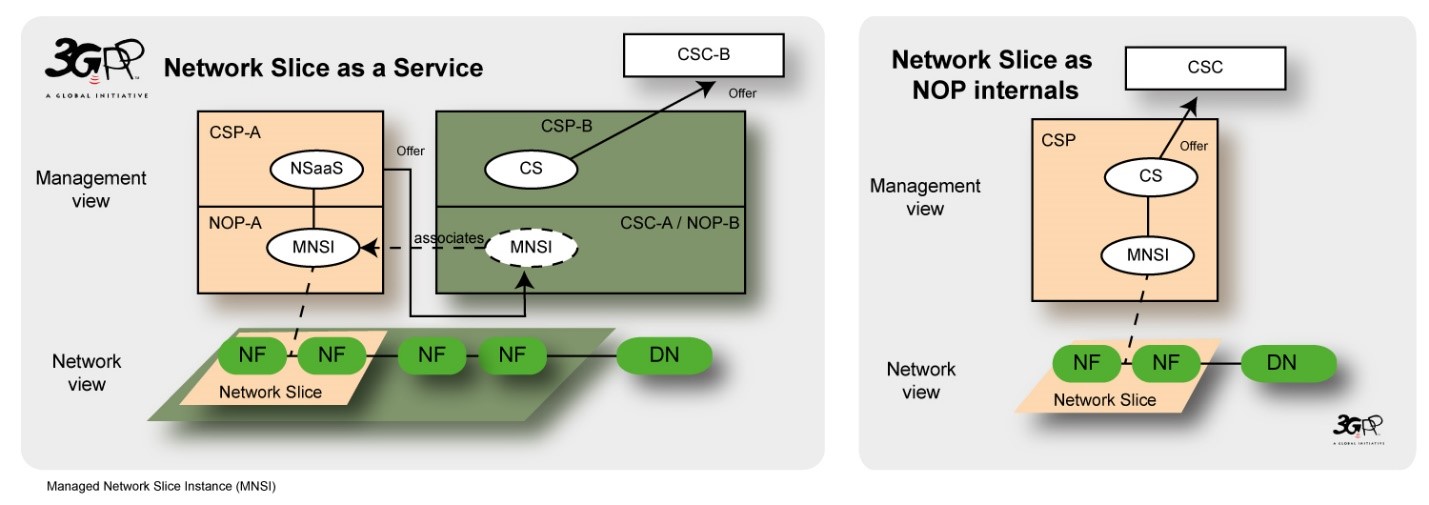 3GPP
A GLOBAL INITIATIVE
Network Slice as a Service
CSC-B
Offer
CSP-A
NSaaS
Offer
CSP-B
CS
Management
view
NOP-A
MNSI
associates
CSC-A / NOP-B
MNSI
Network
view
NF
NF
NF
NF
DN
Network Slice
Managed Network Slice Instance (MNSI)
Network Slice as
NOP internals
CSC
Offer
CSP
CS
Management
view
MNSI
Network
view
NF
NF
DN
Network Slice
3GPP
A GLOBAL INITIATIVE